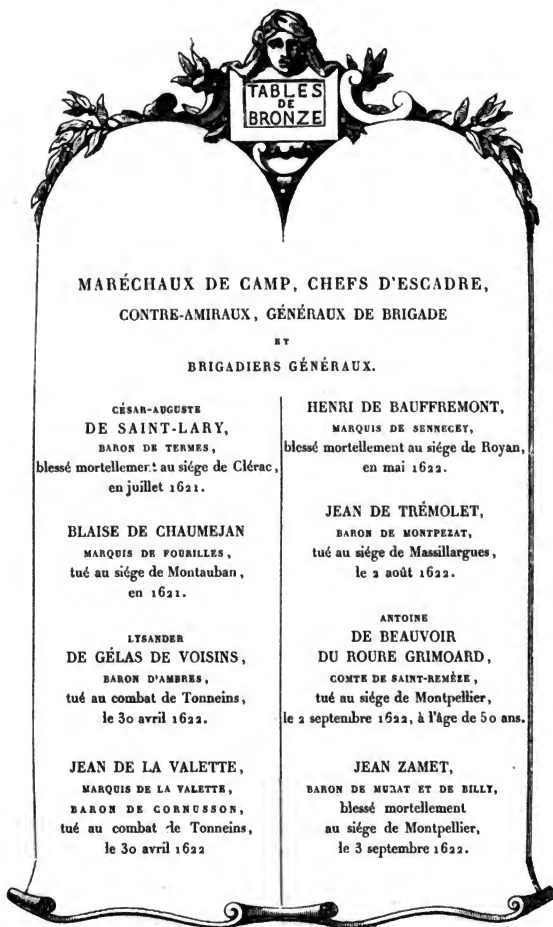 TABLES
DE
BRONZE
MARÉCHAUX DE CAMP, CHEFS D'ESCADRE,
CONTRE-AMIRAUX, GÉNÉRAUX DE BRIGADE
ET
BRIGADIERS GÉNÉRAUX.
CÉSAR-AUGUSTE
DE SAINT-LARY,
BARON DE TERMES,
blessé mortellement au siége de Clérac,
en juillet 1621.
BLAISE DE CHAUMEJAN
MARQUIS DE FOURILLES,
tué au siége de Montauban,
en 1621.
LYSANDER
DE GÉLAS DE VOISINS,
BARON D'AMBRES,
tué au combat de Tonneins,
le 30 avril 1622.
JEAN DE LA VALETTE,
MARQUIS DE LA VALETTE,
BARON DE CORNUSSON,
tué au combat de Tonneins,
le 30 avril 1622
HENRI DE BAUFFREMONT,
MARQUIS DE SENNECEY,
blessé mortellement au siége de Royan,
en mai 1622.
JEAN DE TRÉMOLET,
BARON DE MONTPEZAT,
tué au siége de Massillargues,
le 2 août 1622.
ANTOINE
DE BEAUVOIR
DU ROURE GRIMOARD,
COMTE DE SAINT-REMÈZE,
tué au siége de Montpellier,
le 2 septembre 1622, à l'âge de 50 ans.
JEAN ZAMET,
BARON DE MURAT ET DE BILLY,
blessé mortellement
au siége de Montpellier,
le 3 septembre 1622.